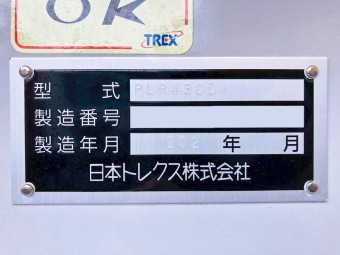 OK
TREX
型式
製造番号
製造年月 202 年 月
日本トレクス株式会社